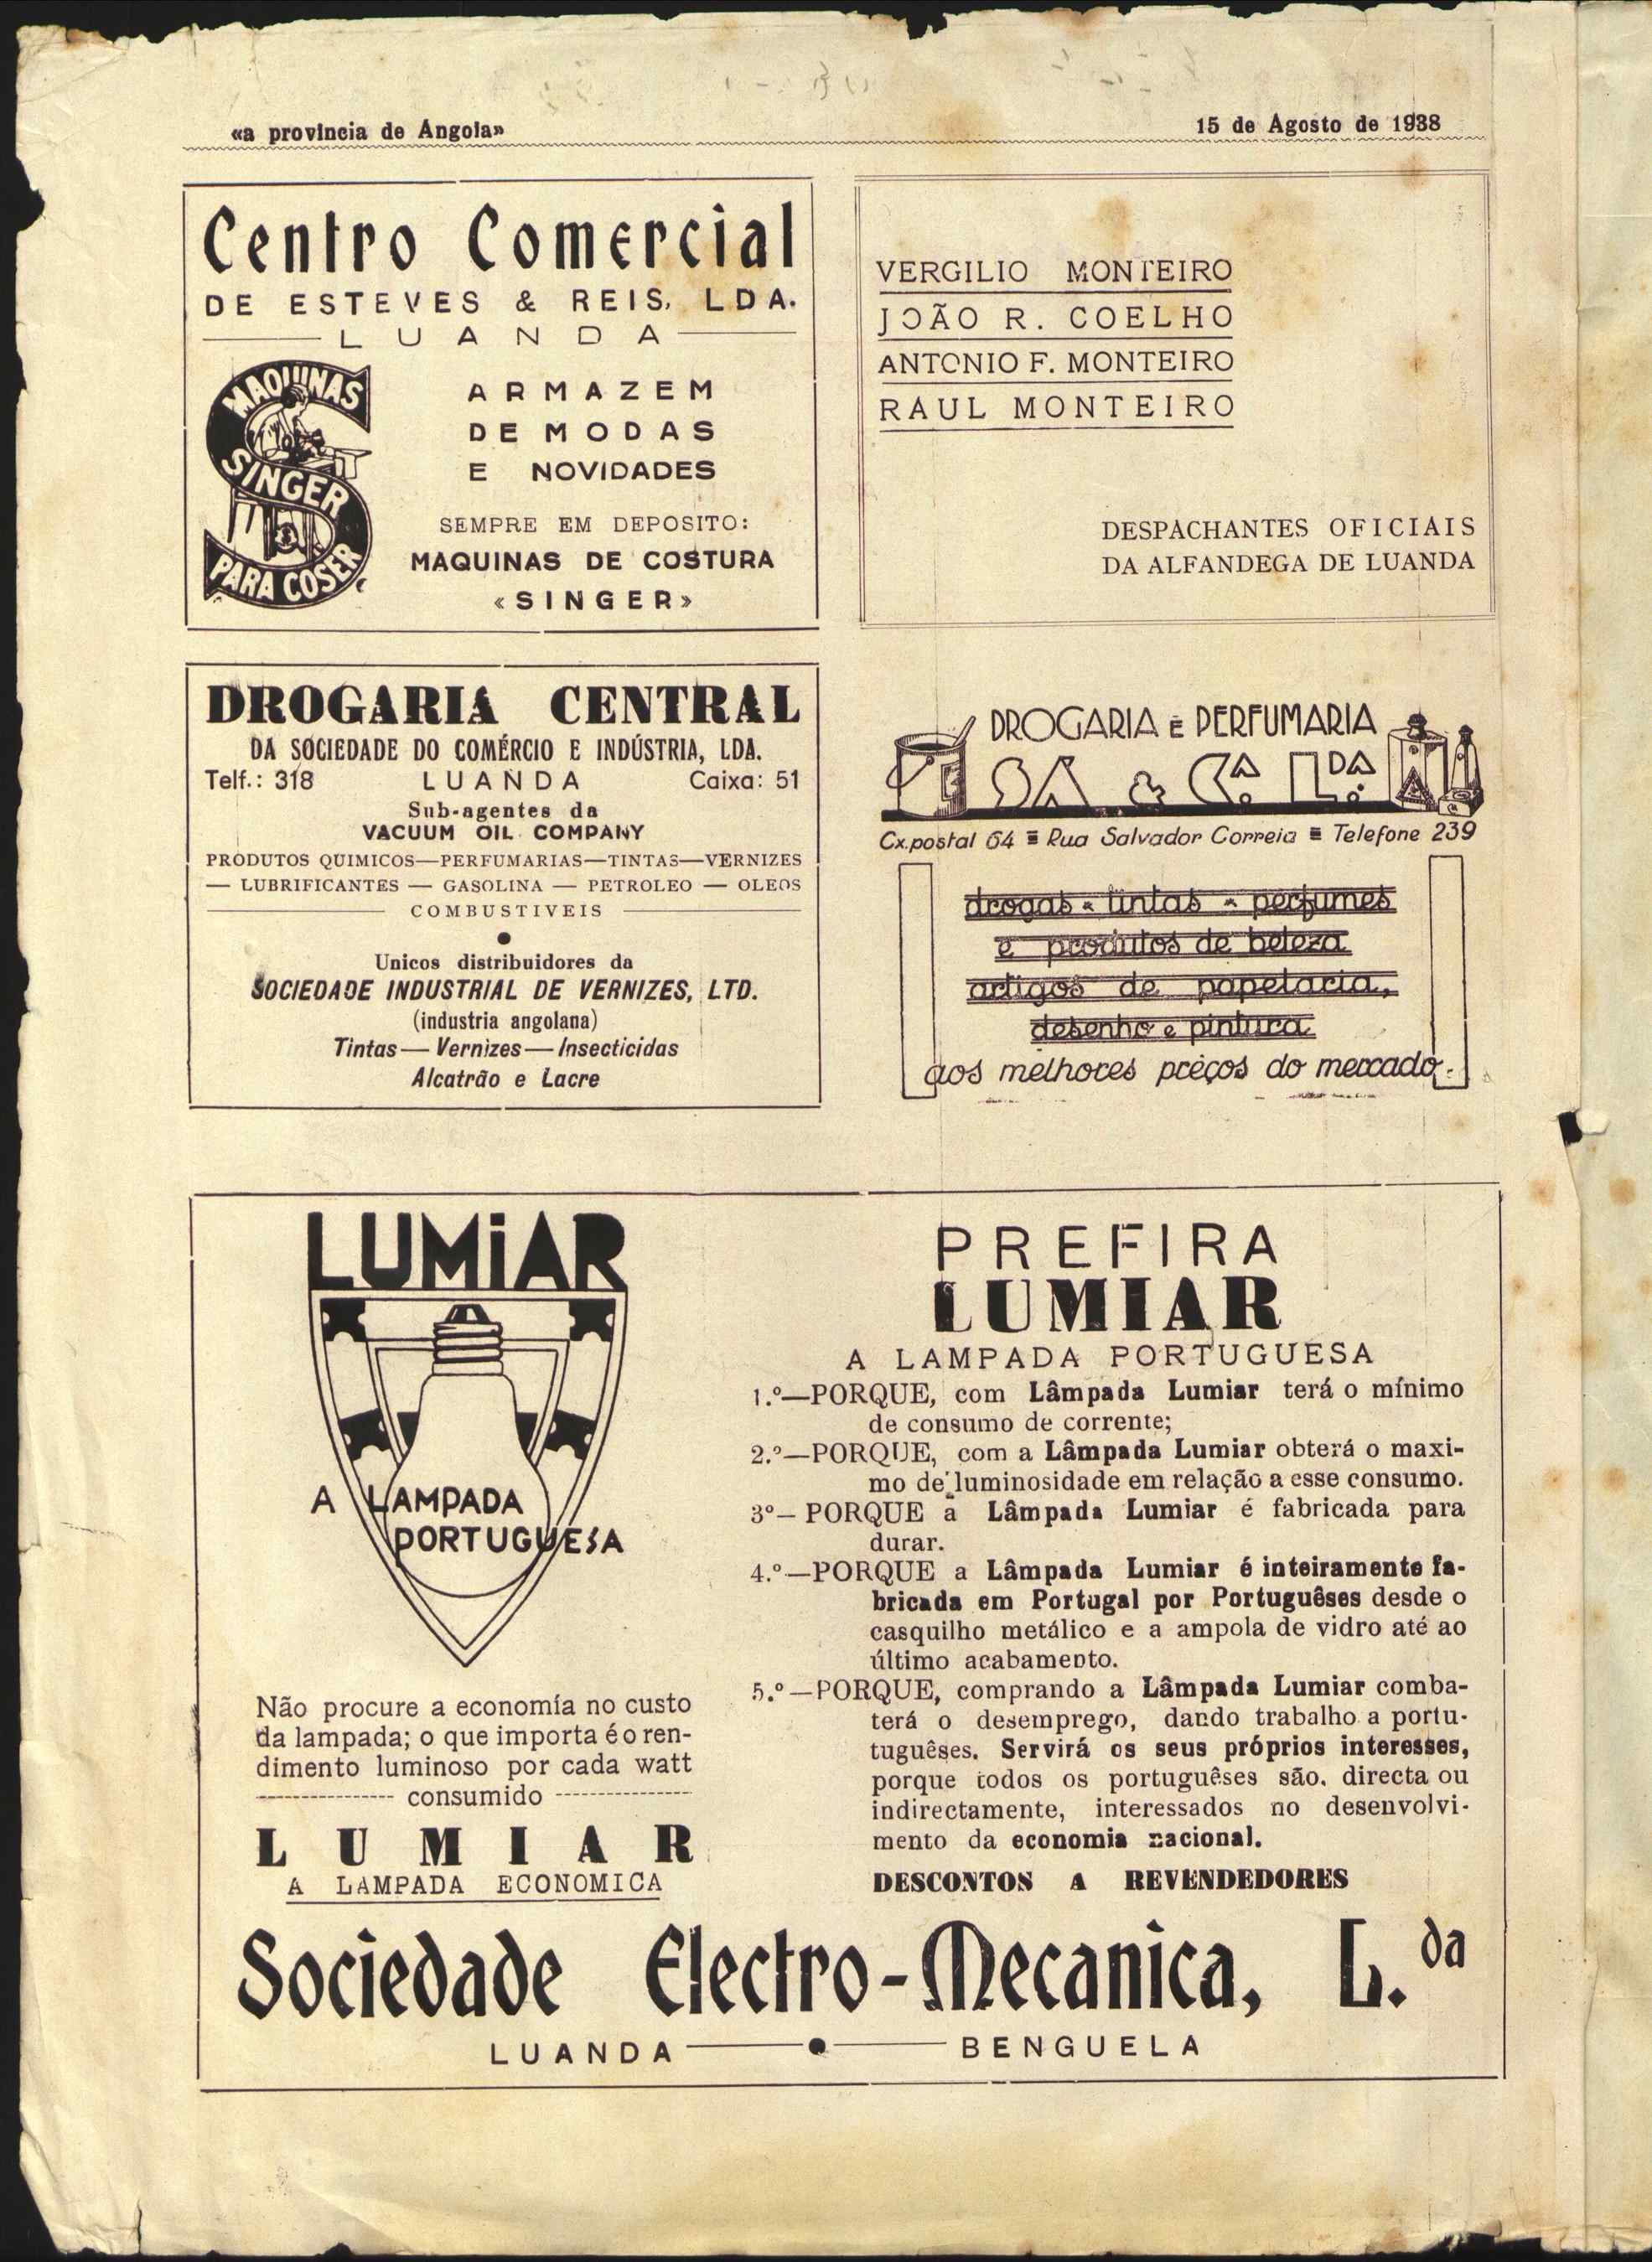 «a provincia de Angola»
15 de Agosto de 1938
Centro Comercial
DE ESTEVES & REIS, LDA.
LUANDA
MAQUINAS
SINGER
PARA COSER
ARMAZEM
DE MODAS
E NOVIDADES
SEMPRE EM DEPOSITO:
MAQUINAS DE COSTURA
«SINGER»
VERGILIO MONTEIRO
JOÃO R. COELHO
ANTONIO F. MONTEIRO
RAUL MONTEIRO
DESPACHANTES OFICIAIS
DA ALFANDEGA DE LUANDA
DROGARIA CENTRAL
DA SOCIEDADE DO COMÉRCIO E INDÚSTRIA, LDA.
Telf.: 318 LUANDA Caixa: 51
Sub-agentes da
VACUUM OIL COMPANY
PRODUTOS QUIMICOS—PERFUMARIAS—TINTAS—VERNIZES
— LUBRIFICANTES — GASOLINA — PETROLEO — OLEOS
COMBUSTIVEIS
Unicos distribuidores da
SOCIEDADE INDUSTRIAL DE VERNIZES, LTD.
(industria angolana)
Tintas — Vernizes — Insecticidas
Alcatrão e Lacre
DROGARIA E PERFUMARIA
SA & CA. LDA.
Cx.postal 64 = Rua Salvador Correia = Telefone 239
drogas - tintas - perfumes
e produtos de beleza
artigos de papelaria,
desenho e pintura
aos melhores preços do mercado.
LUMiAR
A LAMPADA
PORTUGUESA
Não procure a economía no custo
da lampada; o que importa é o ren-
dimento luminoso por cada watt
consumido
LUMIAR
A LAMPADA ECONOMICA
PREFIRA
LUMIAR
A LAMPADA PORTUGUESA
1.º—PORQUE, com Lâmpada Lumiar terá o mínimo
de consumo de corrente;
2.º—PORQUE, com a Lâmpada Lumiar obterá o maxi-
mo de luminosidade em relação a esse consumo.
3º— PORQUE a Lâmpada Lumiar é fabricada para
durar.
4.º—PORQUE a Lâmpada Lumiar é inteiramente fa-
bricada em Portugal por Portuguêses desde o
casquilho metálico e a ampola de vidro até ao
último acabamento.
5.º—PORQUE, comprando a Lâmpada Lumiar comba-
terá o desemprego, dando trabalho a portu-
tuguêses. Servirá os seus próprios interesses,
porque todos os portuguêses são, directa ou
indirectamente, interessados no desenvolvi-
mento da economia nacional.
DESCONTOS A REVENDEDORES
Sociedade Electro-Mecanica, L.da
LUANDA — BENGUELA